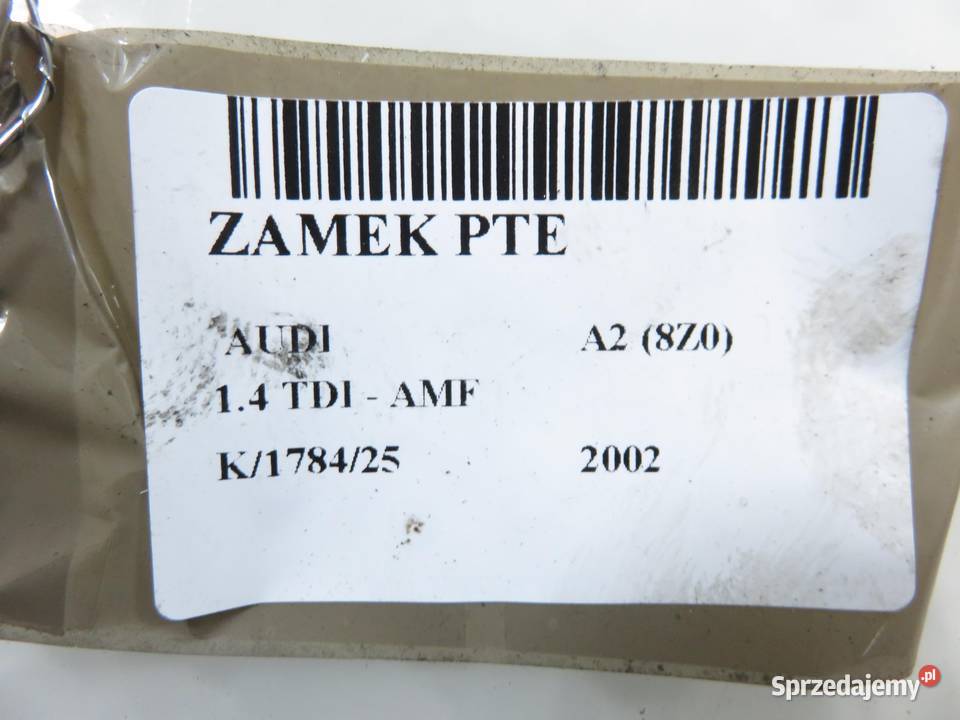 ZAMEK PTE
AUDI A2 (8Z0)
1.4 TDI - AMF
K/1784/25 2002
Sprzedajemy.pl